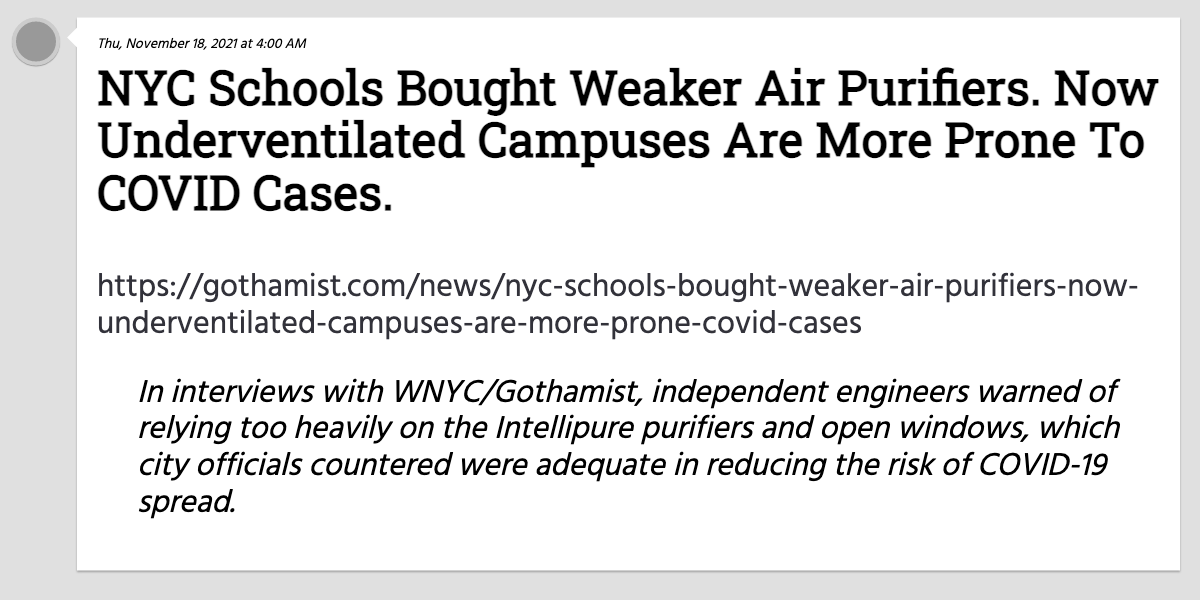 Thu, November 18, 2021 at 4:00 AM
NYC Schools Bought Weaker Air Purifiers. Now
Underventilated Campuses Are More Prone To
COVID Cases.
https://gothamist.com/news/nyc-schools-bought-weaker-air-purifiers-now-
underventilated-campuses-are-more-prone-covid-cases
In interviews with WNYC/Gothamist, independent engineers warned of
relying too heavily on the Intellipure purifiers and open windows, which
city officials countered were adequate in reducing the risk of COVID-19
spread.